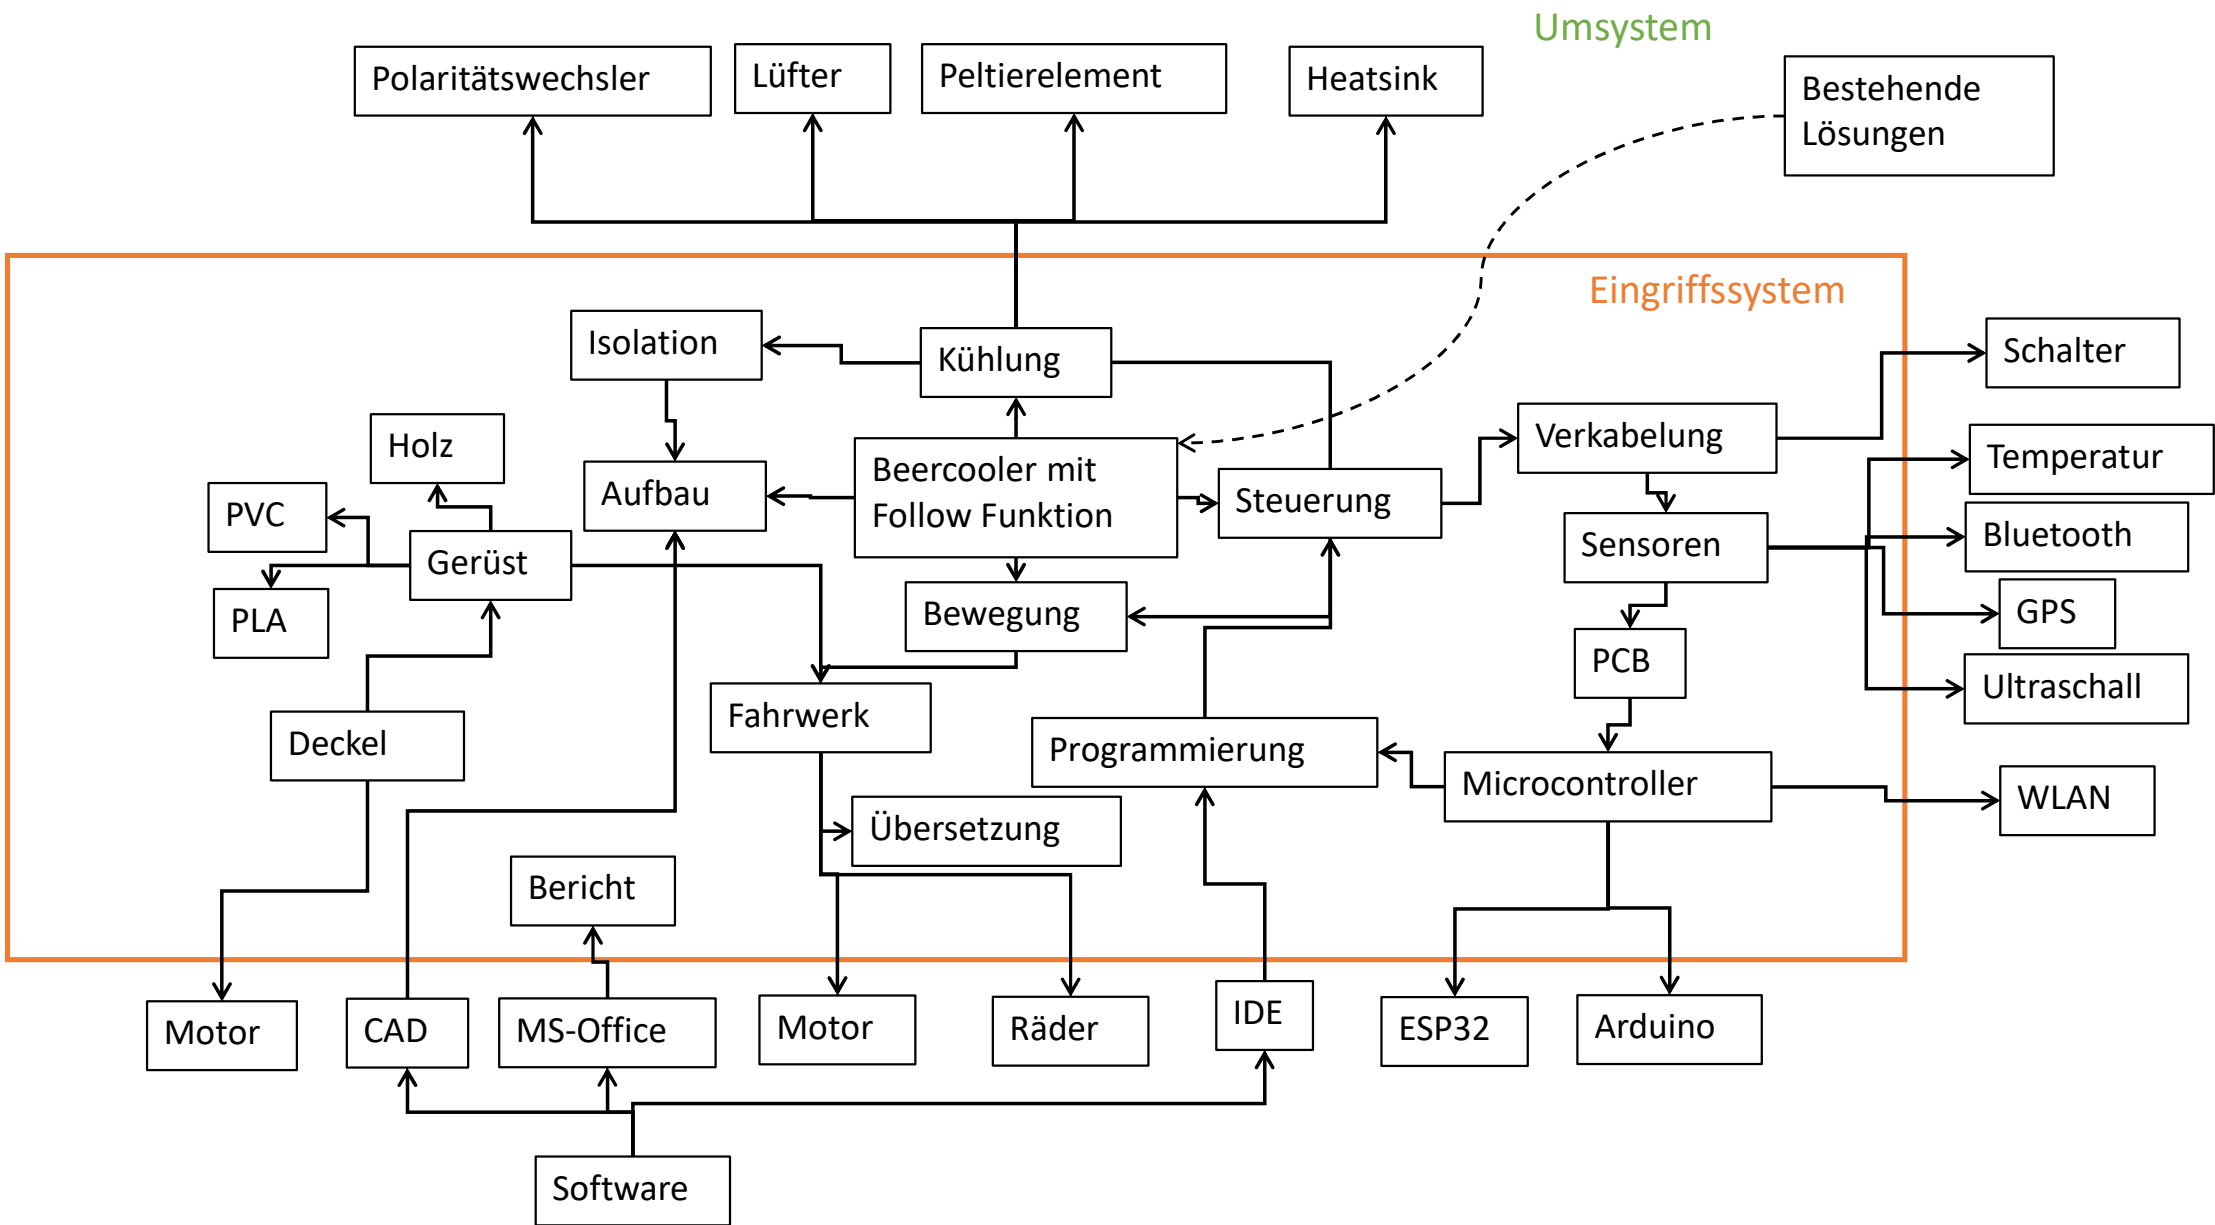 Umsystem
Polaritätswechsler
Lüfter
Peltierelement
Heatsink
Bestehende
Lösungen
Eingriffssystem
Isolation
Kühlung
Schalter
Holz
Verkabelung
Temperatur
Aufbau
Beercooler mit
Follow Funktion
Steuerung
PVC
Gerüst
Sensoren
Bluetooth
PLA
Bewegung
GPS
PCB
Ultraschall
Deckel
Fahrwerk
Programmierung
Microcontroller
WLAN
Übersetzung
Bericht
Motor
CAD
MS-Office
Motor
Räder
IDE
ESP32
Arduino
Software